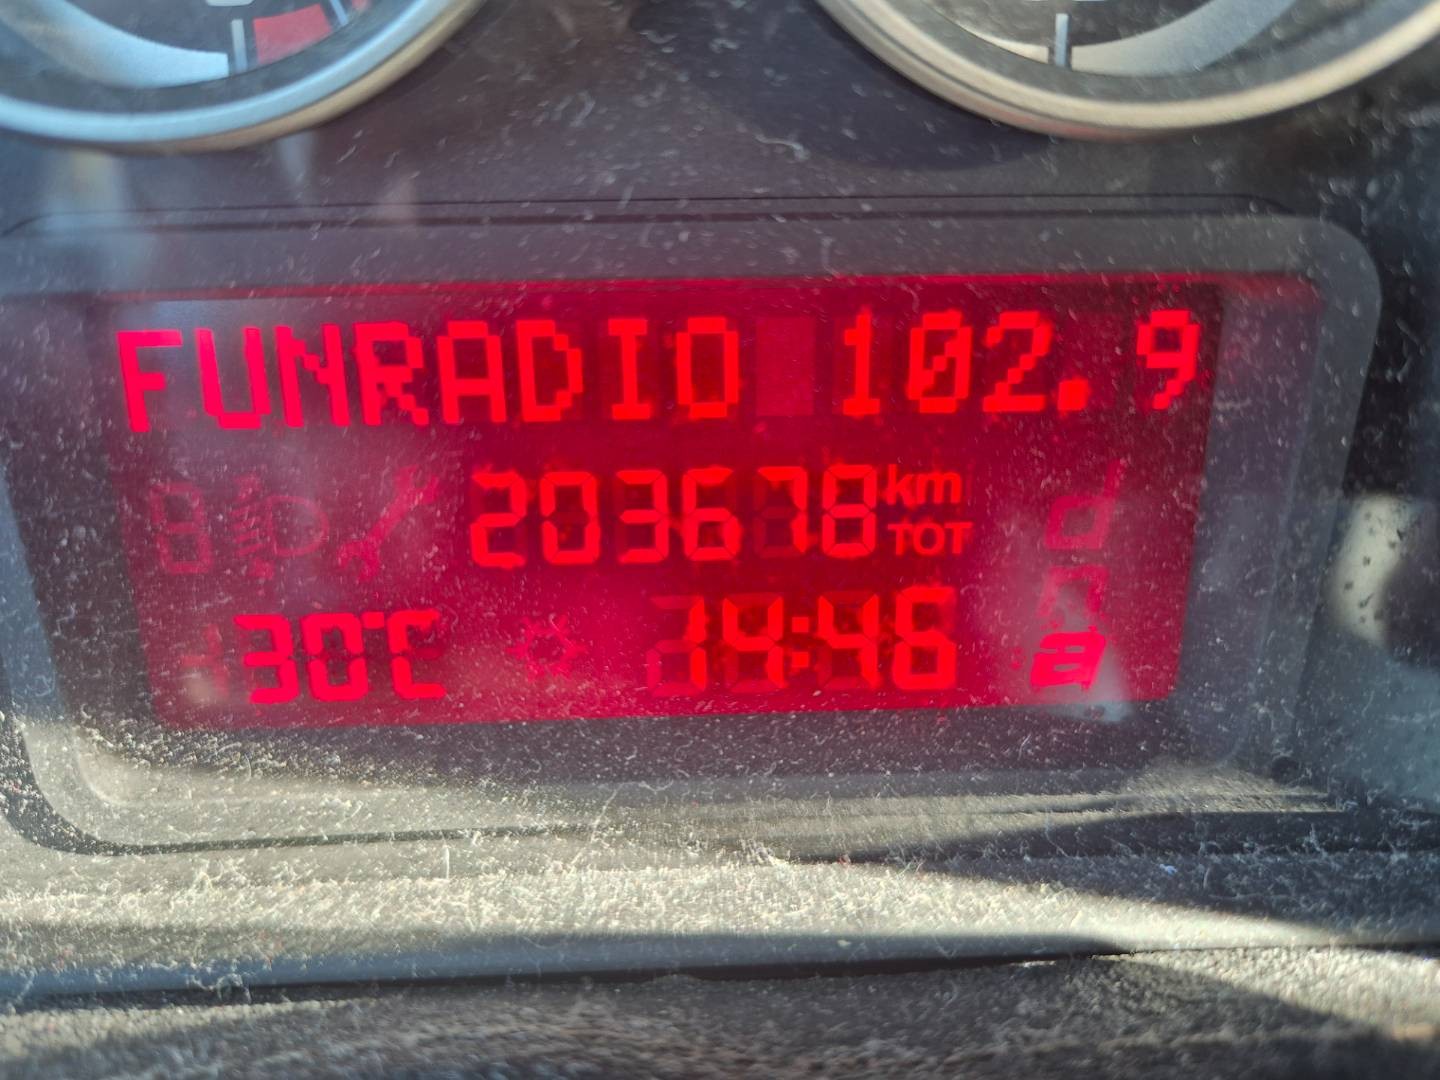 FUNRADIO 102.9
203678 km TOT
30°C 14:46